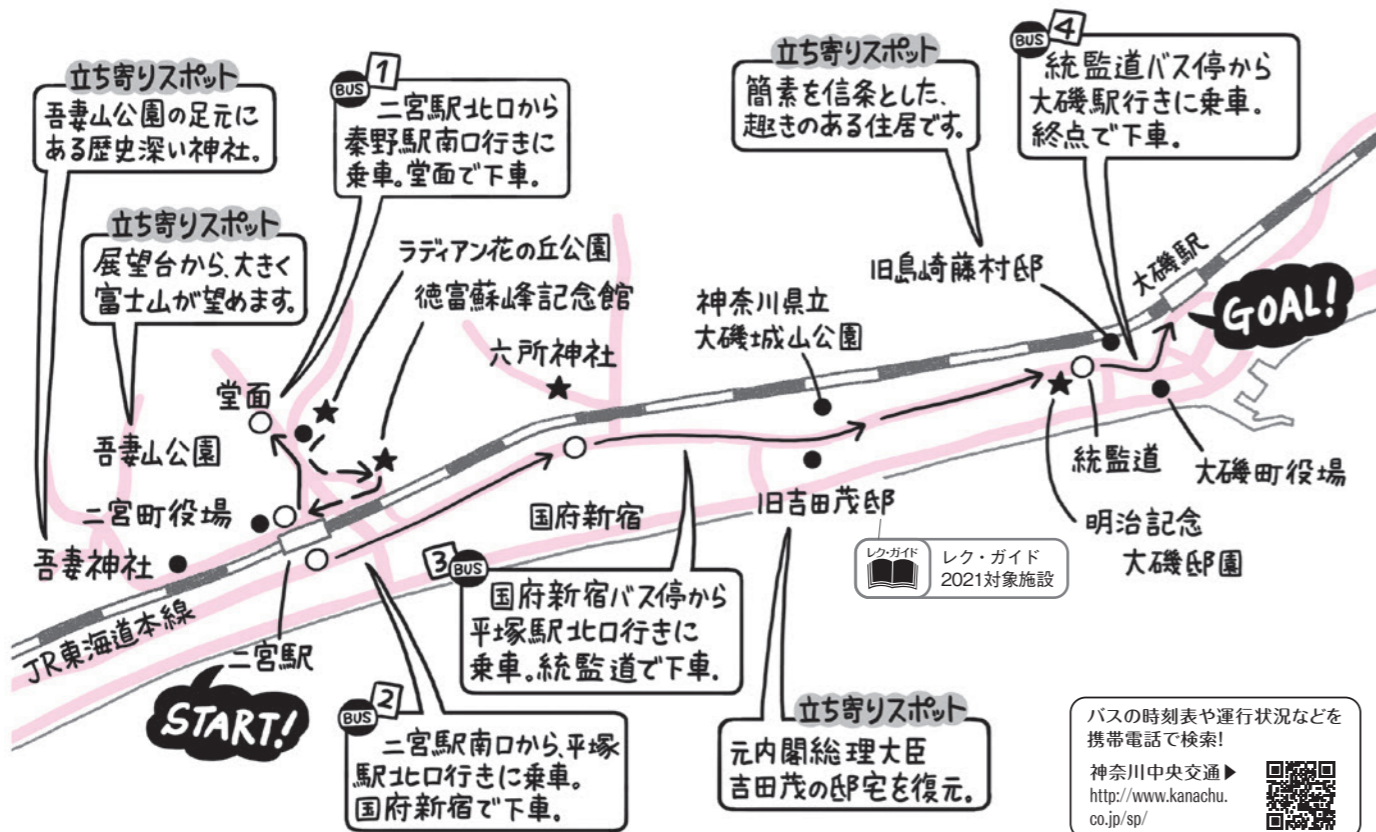 立ち寄りスポット
吾妻山公園の足元に
ある歴史深い神社。
立ち寄りスポット
展望台から、大きく
富士山が望めます。
BUS 1
二宮駅北口から
秦野駅南口行きに
乗車。堂面で下車。
ラディアン花の丘公園
徳富蘇峰記念館
六所神社
立ち寄りスポット
簡素を信条とした、
趣きのある住居です。
BUS 4
統監道バス停から
大磯駅行きに乗車。
終点で下車。
旧島崎藤村邸
大磯駅
GOAL!
神奈川県立
大磯城山公園
堂面
吾妻山公園
二宮町役場
吾妻神社
JR東海道本線
二宮駅
START!
国府新宿
旧吉田茂邸
レク・ガイド
レク・ガイド
2021対象施設
統監道
大磯町役場
明治記念
大磯邸園
3 BUS
国府新宿バス停から
平塚駅北口行きに
乗車。統監道で下車。
BUS 2
二宮駅南口から、平塚
駅北口行きに乗車。
国府新宿で下車。
立ち寄りスポット
元内閣総理大臣
吉田茂の邸宅を復元。
バスの時刻表や運行状況などを
携帯電話で検索!
神奈川中央交通▶
http://www.kanachu.
co.jp/sp/